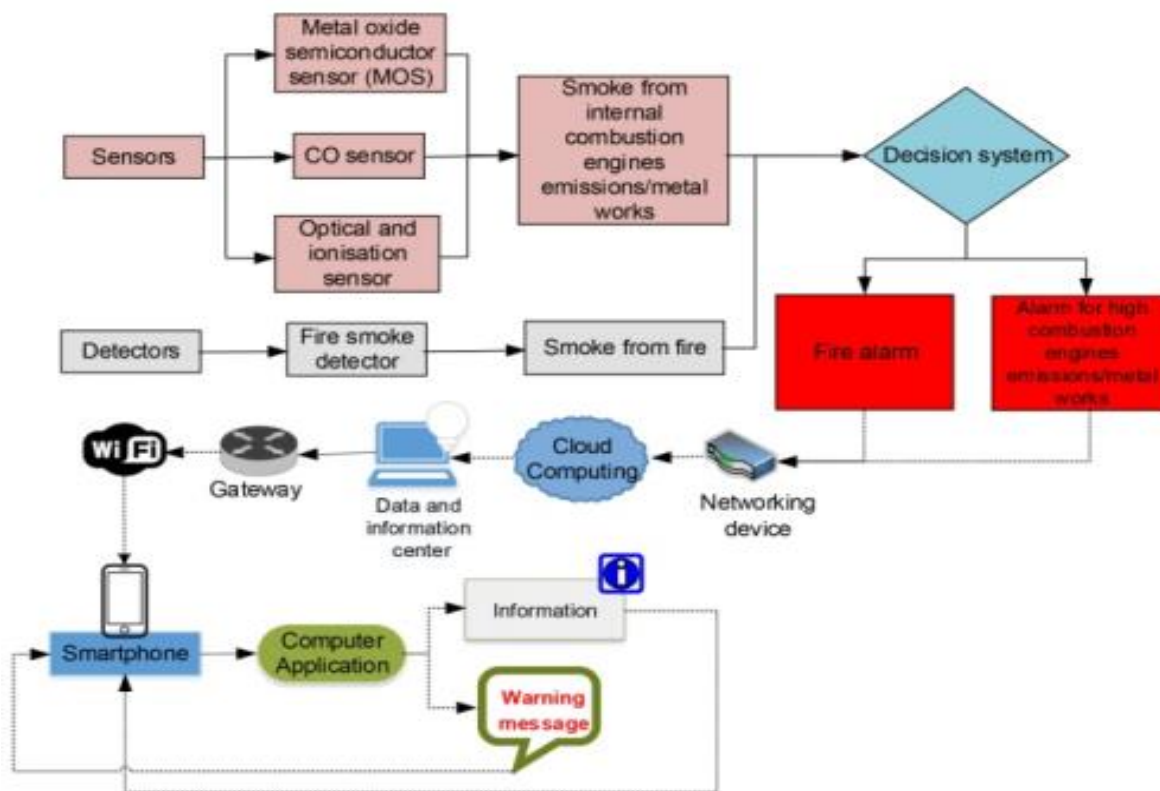 Metal oxide
semiconductor
sensor (MOS)
Sensors
CO sensor
Optical and
ionisation
sensor
Smoke from
internal
combustion
engines
emissions/metal
works
Decision system
Detectors
Fire smoke
detector
Smoke from fire
Fire alarm
Alarm for high
combustion
engines
emissions/metal
works
Wi Fi
Gateway
Data and
information
center
Cloud
Computing
Networking
device
Smartphone
Computer
Application
Information
i
Warning
message